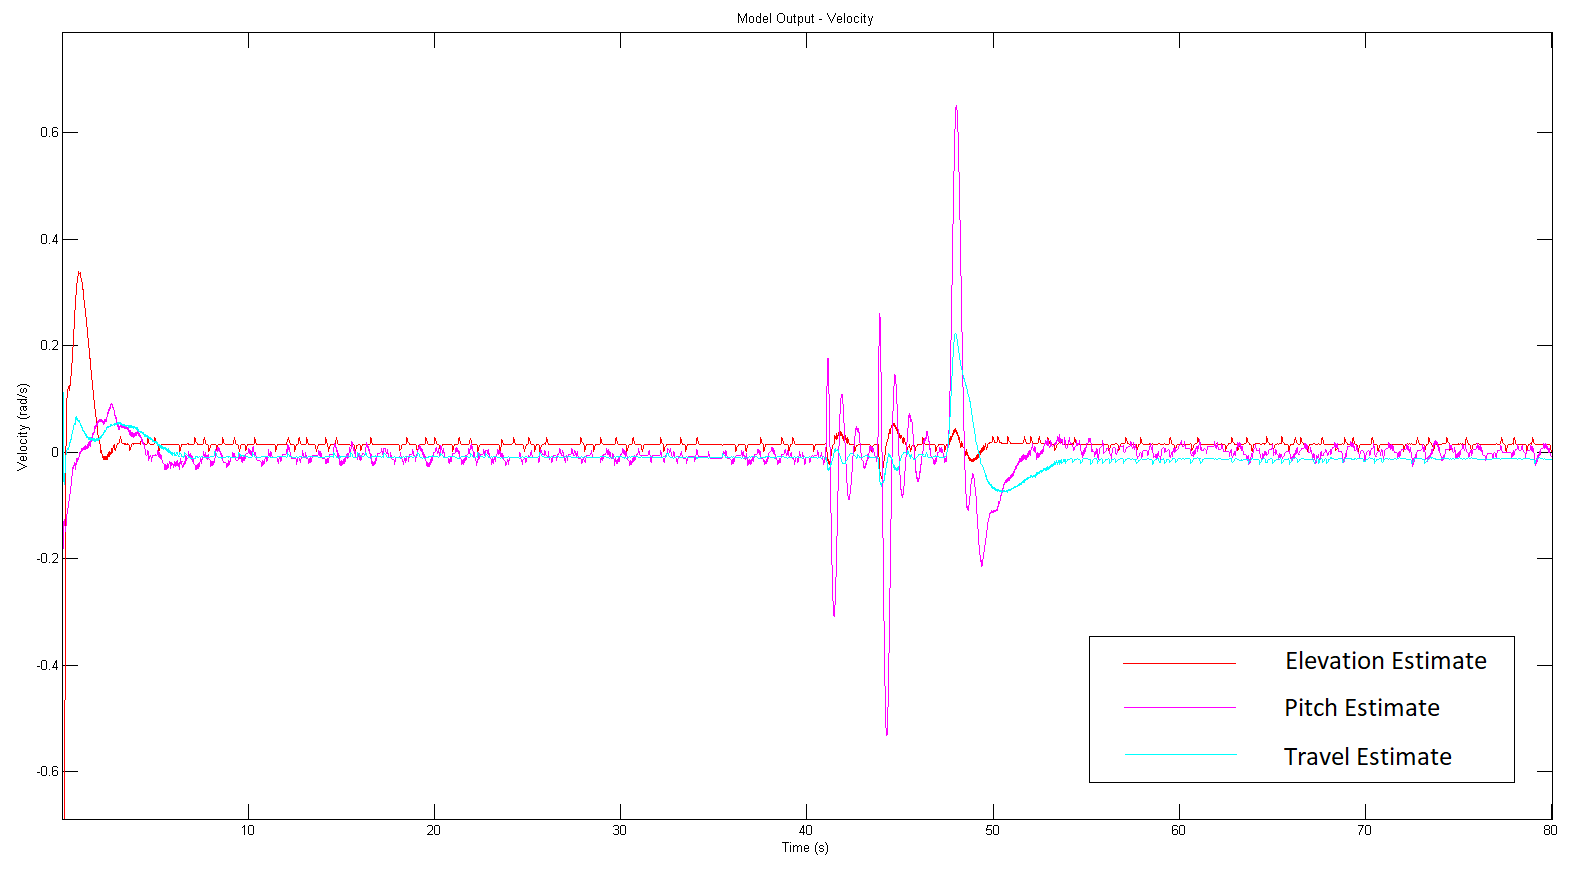 Model Output - Velocity
Velocity (rad/s)
0.6
0.4
0.2
0
-0.2
-0.4
-0.6
Elevation Estimate
Pitch Estimate
Travel Estimate
10 20 30 40 50 60 70 80
Time (s)